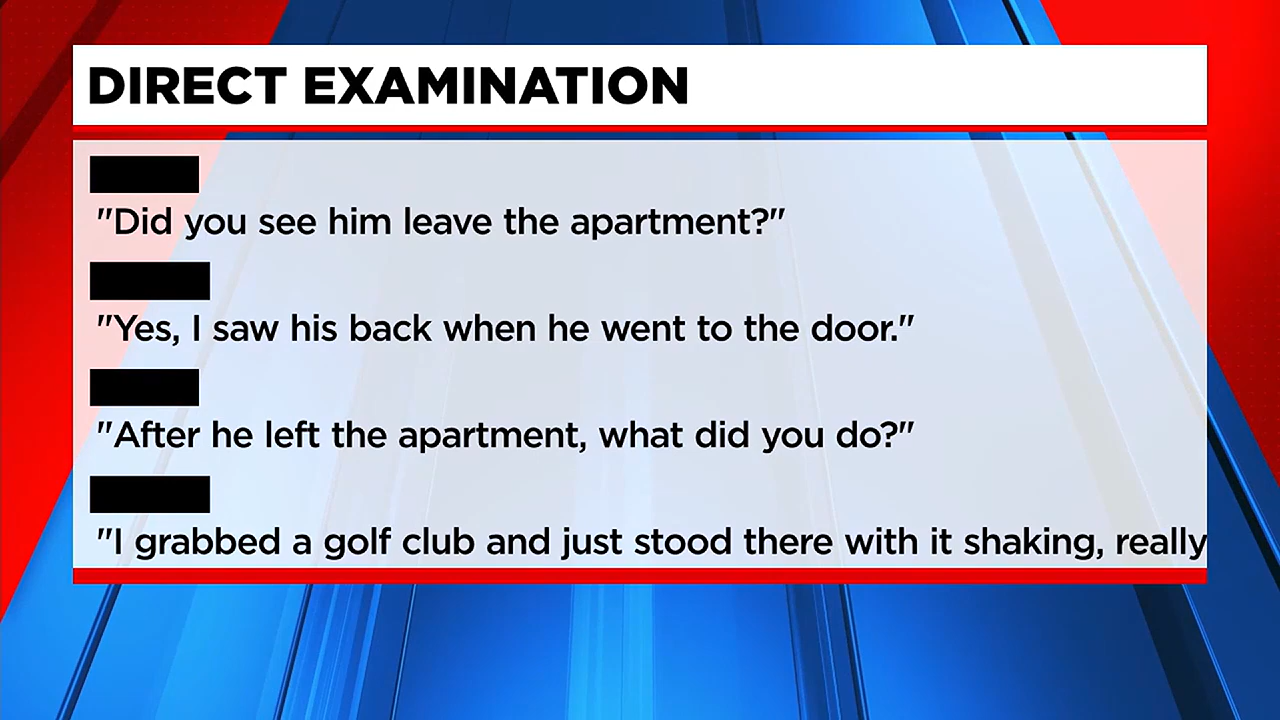 DIRECT EXAMINATION
"Did you see him leave the apartment?"
"Yes, I saw his back when he went to the door."
"After he left the apartment, what did you do?"
"I grabbed a golf club and just stood there with it shaking, really